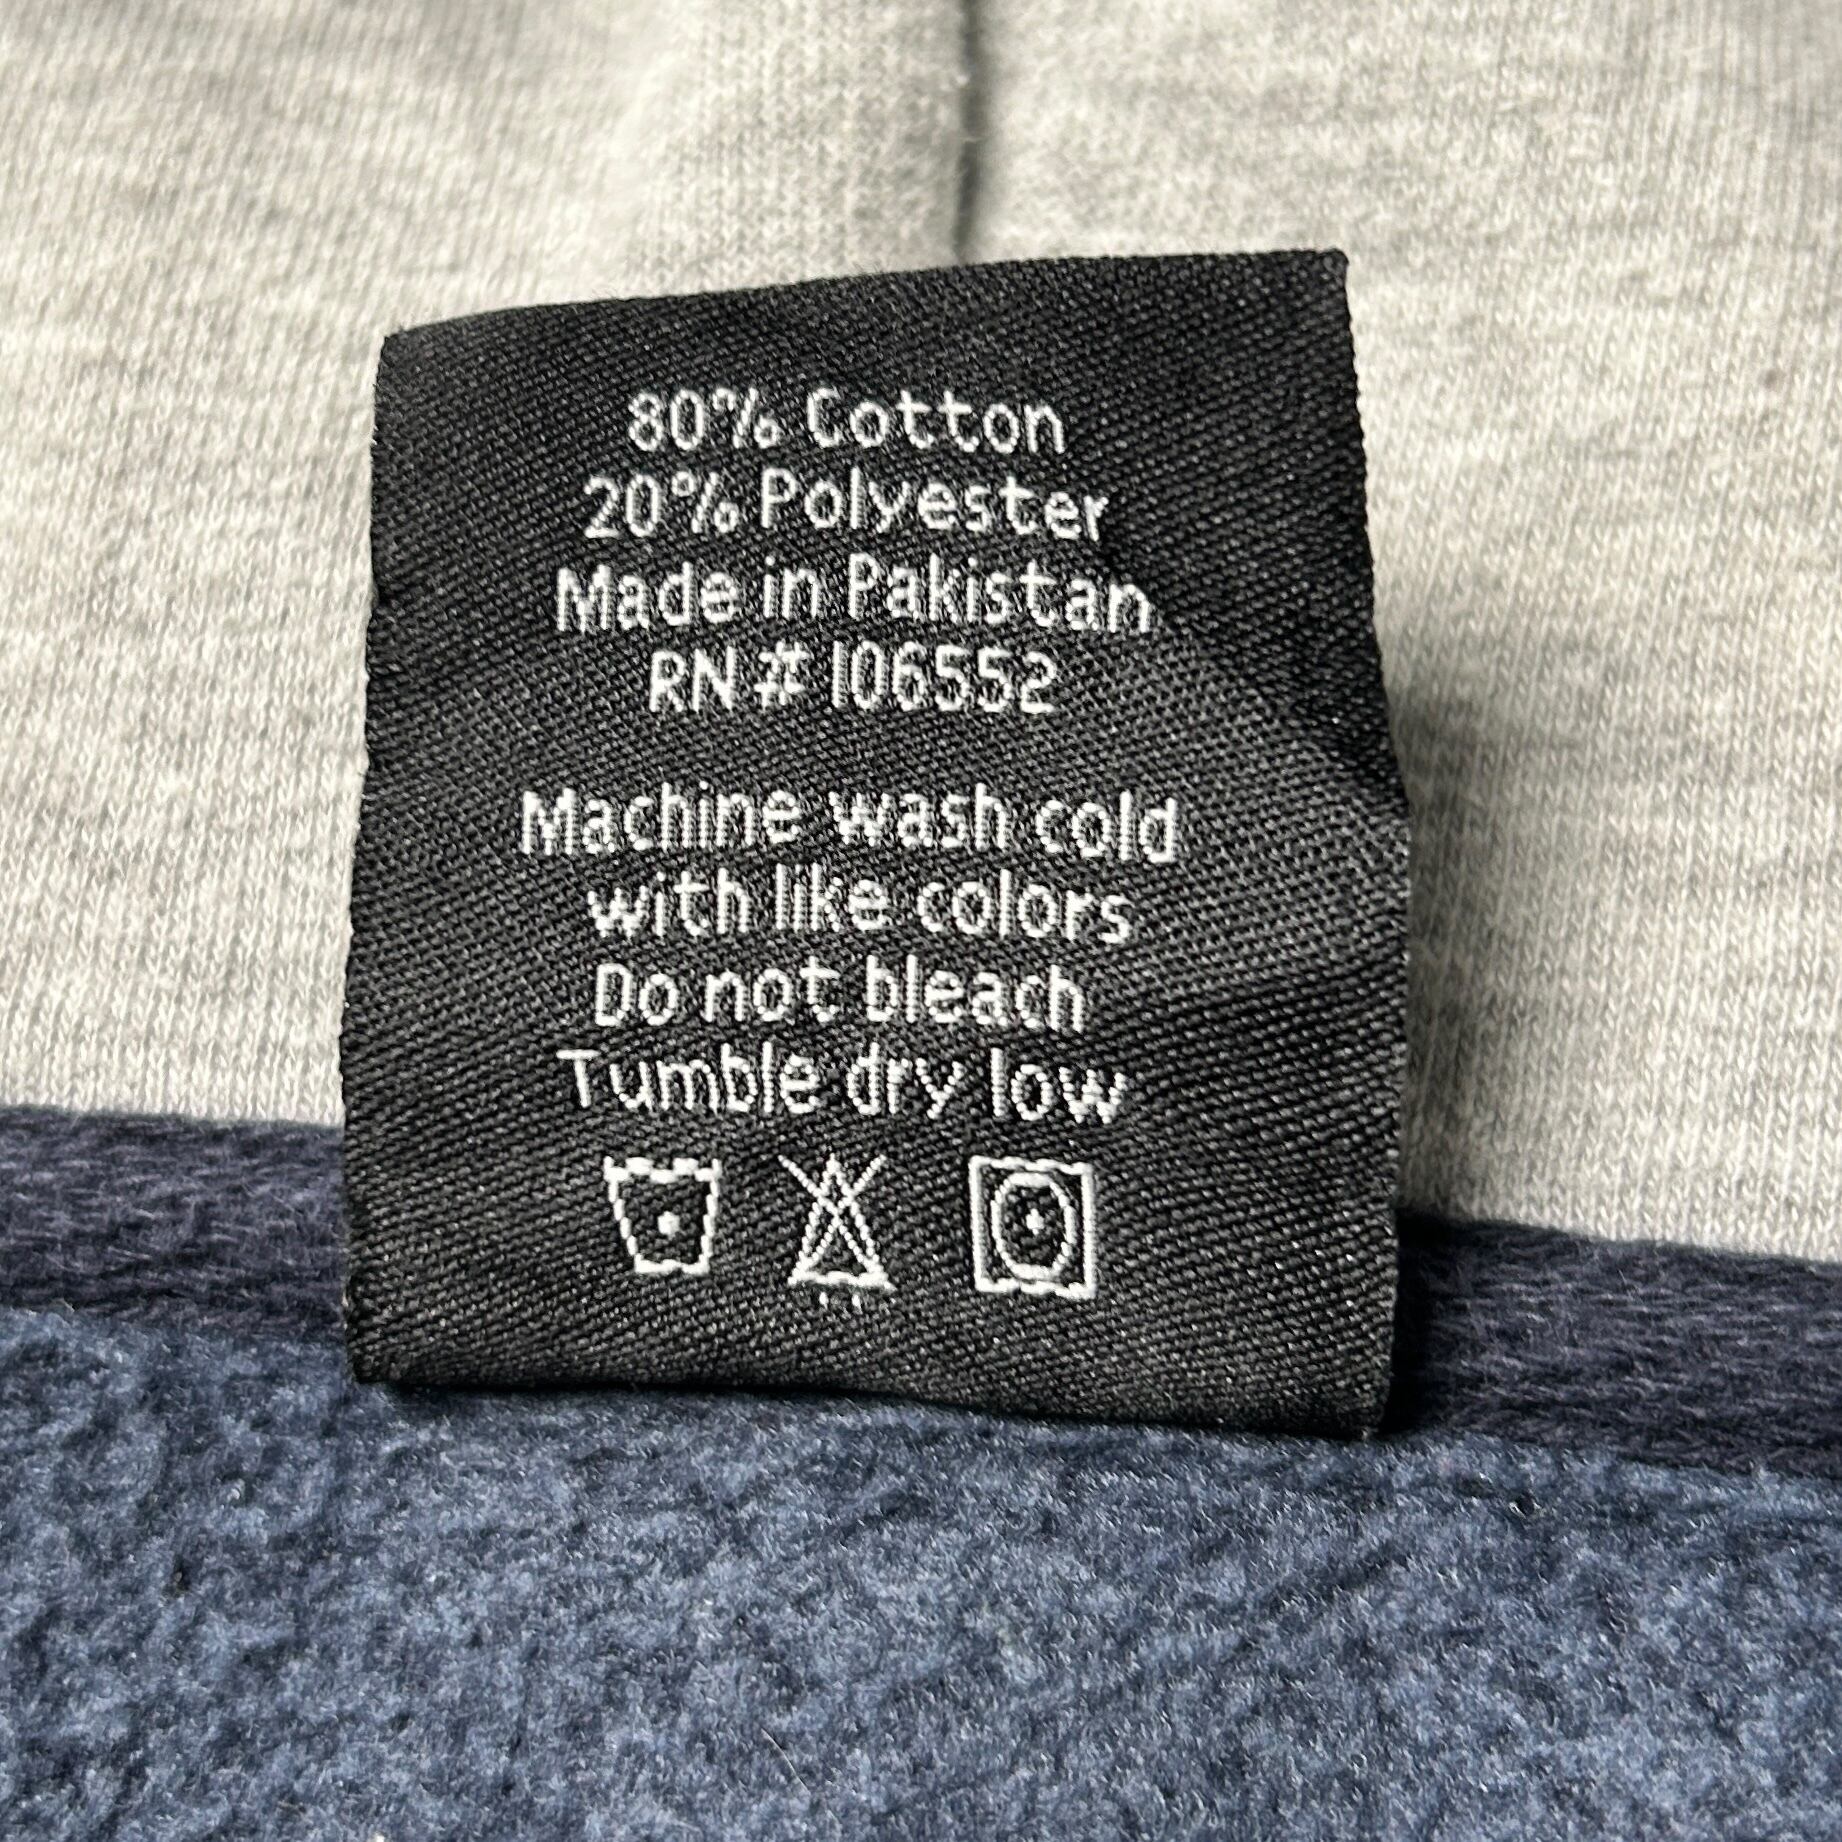 80% Cotton
20% Polyester
Made in Pakistan
RN# 106552
Machine wash cold
with like colors
Do not bleach
Tumble dry low